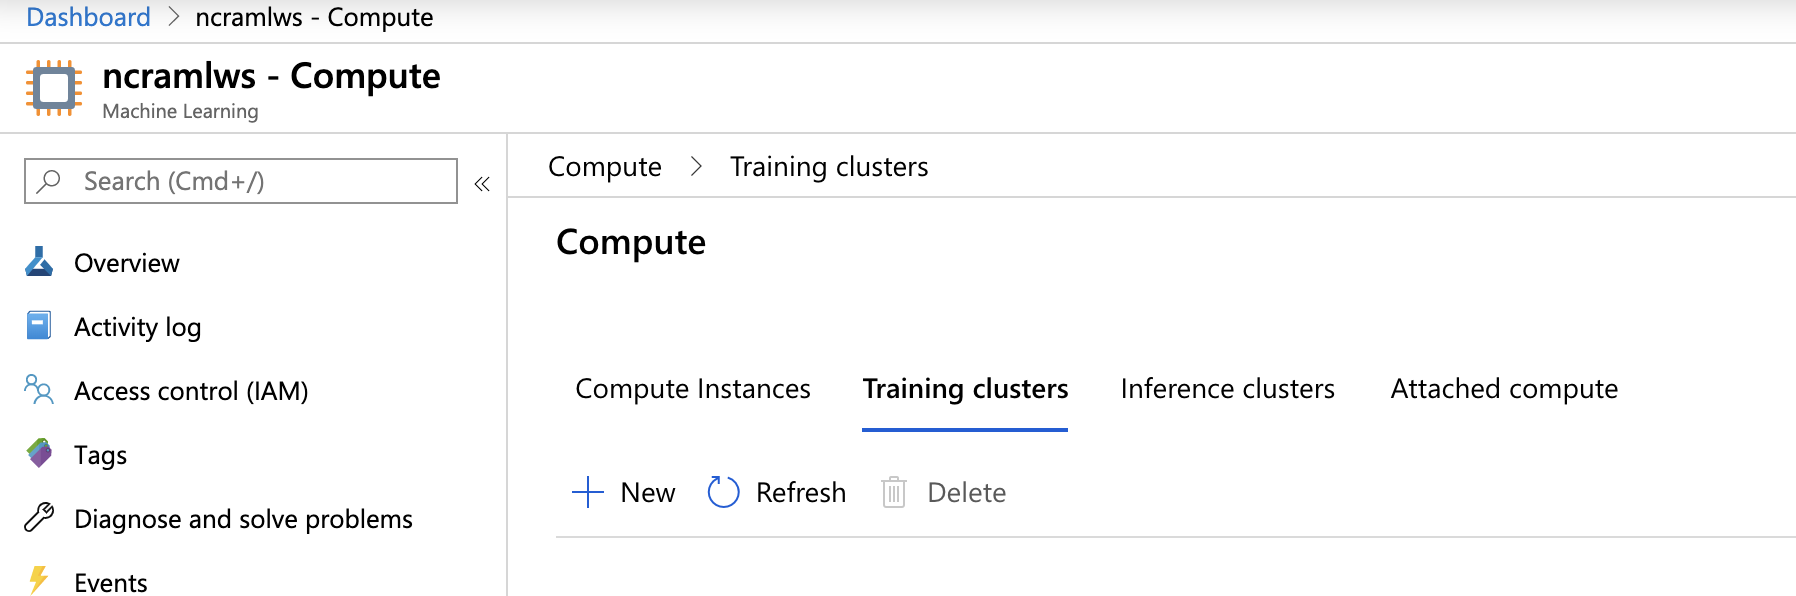 Dashboard > ncramlws - Compute
ncramlws - Compute
Machine Learning
Search (Cmd+/)
«
Overview
Activity log
Access control (IAM)
Tags
Diagnose and solve problems
Events
Compute > Training clusters
Compute
Compute Instances Training clusters Inference clusters Attached compute
New Refresh Delete